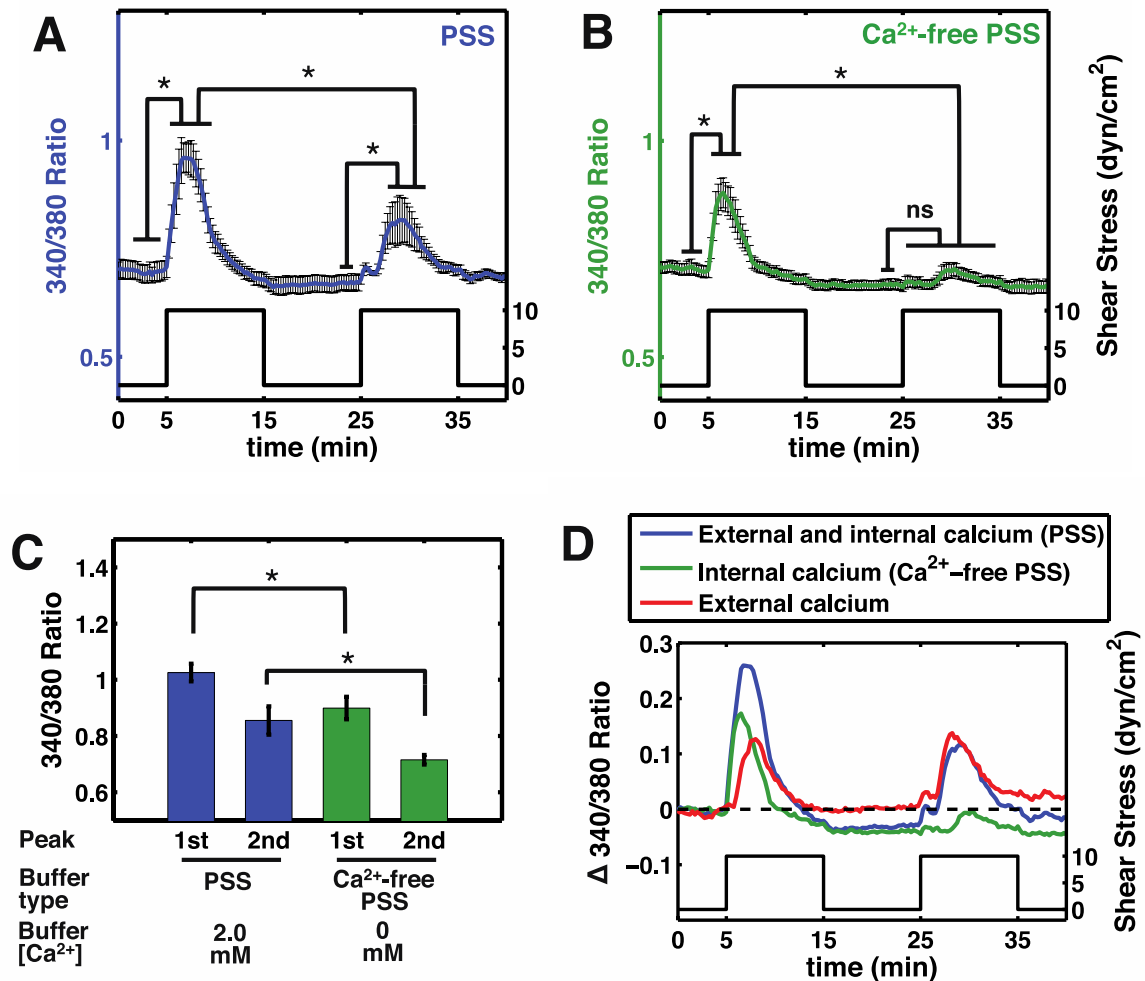 A
PSS
340/380 Ratio
1
0.5
*
*
*
10
5
0
0
5
15
25
35
time (min)
B
Ca²⁺-free PSS
340/380 Ratio
1
0.5
*
*
ns
Shear Stress (dyn/cm²)
10
5
0
0
5
15
25
35
time (min)
C
340/380 Ratio
1.4
1.2
1
0.8
0.6
*
*
Peak 1st 2nd 1st 2nd
Buffer type PSS Ca²⁺-free PSS
Buffer [Ca²⁺] 2.0 mM 0 mM
D
External and internal calcium (PSS)
Internal calcium (Ca²⁺–free PSS)
External calcium
Δ 340/380 Ratio
0.3
0.2
0.1
0
−0.1
Shear Stress (dyn/cm²)
10
5
0
0
5
15
25
35
time (min)